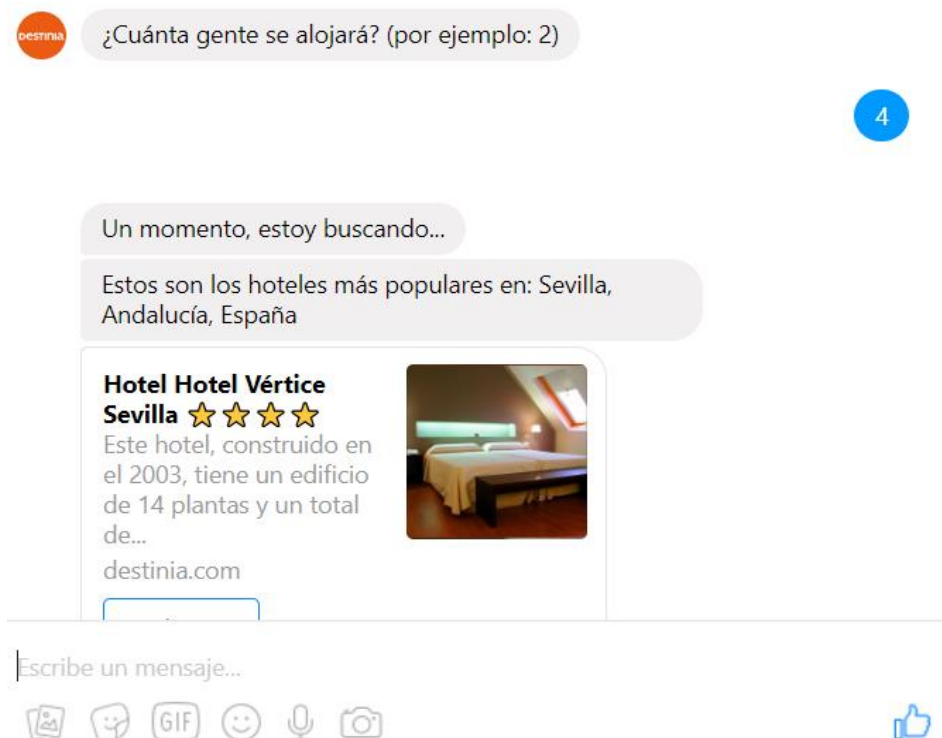 DESTINIA
¿Cuánta gente se alojará? (por ejemplo: 2)
4
Un momento, estoy buscando...
Estos son los hoteles más populares en: Sevilla,
Andalucía, España
Hotel Hotel Vértice
Sevilla ⭐⭐⭐⭐
Este hotel, construido en
el 2003, tiene un edificio
de 14 plantas y un total
de...
destinia.com
Escribe un mensaje...
GIF